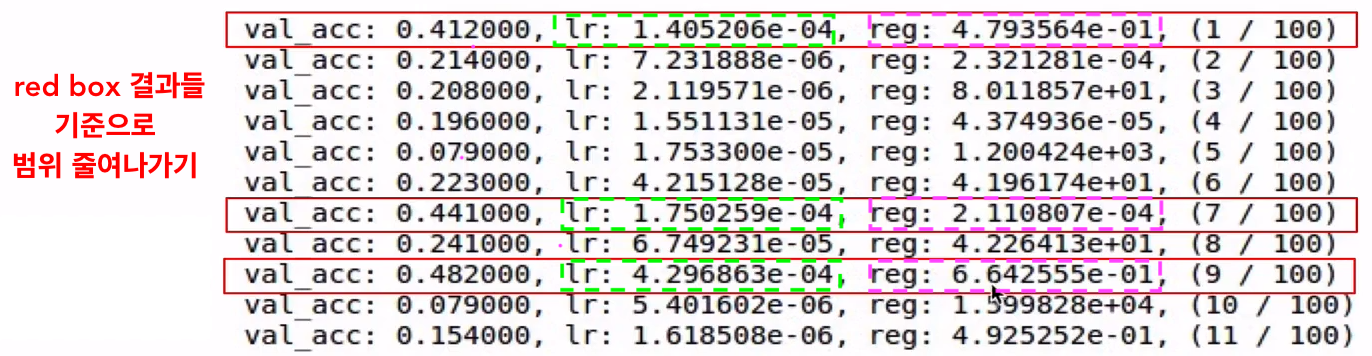 red box 결과들
기준으로
범위 줄여나가기
val_acc: 0.412000, lr: 1.405206e-04, reg: 4.793564e-01, (1 / 100)
val_acc: 0.214000, lr: 7.231888e-06, reg: 2.321281e-04, (2 / 100)
val_acc: 0.208000, lr: 2.119571e-06, reg: 8.011857e+01, (3 / 100)
val_acc: 0.196000, lr: 1.551131e-05, reg: 4.374936e-05, (4 / 100)
val_acc: 0.079000, lr: 1.753300e-05, reg: 1.200424e+03, (5 / 100)
val_acc: 0.223000, lr: 4.215128e-05, reg: 4.196174e+01, (6 / 100)
val_acc: 0.441000, lr: 1.750259e-04, reg: 2.110807e-04, (7 / 100)
val_acc: 0.241000, lr: 6.749231e-05, reg: 4.226413e+01, (8 / 100)
val_acc: 0.482000, lr: 4.296863e-04, reg: 6.642555e-01, (9 / 100)
val_acc: 0.079000, lr: 5.401602e-06, reg: 1.599828e+04, (10 / 100)
val_acc: 0.154000, lr: 1.618508e-06, reg: 4.925252e-01, (11 / 100)